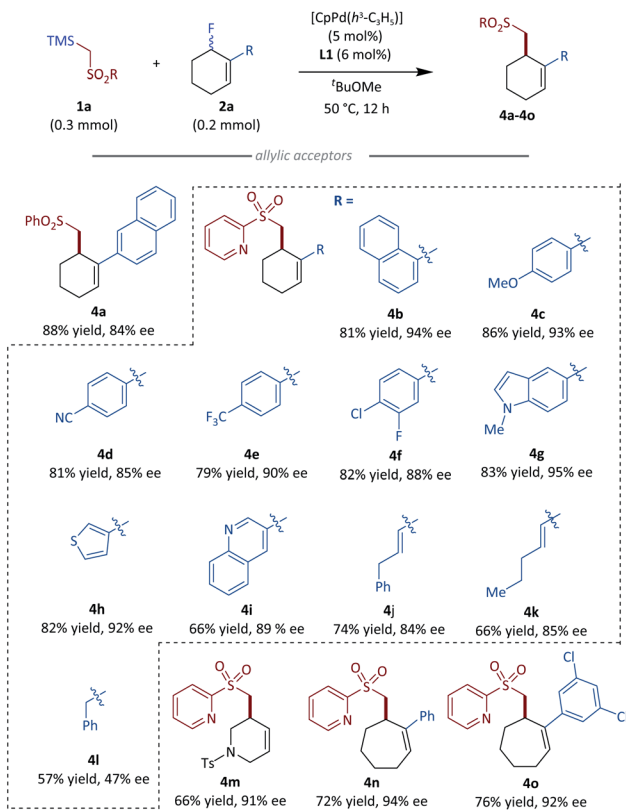 TMS
SO₂R
1a
(0.3 mmol)
+
F
R
2a
(0.2 mmol)
[CpPd(h³-C₃H₅)]
(5 mol%)
L1 (6 mol%)
ᵗBuOMe
50 °C, 12 h
RO₂S
R
4a-4o
allylic acceptors
PhO₂S
4a
88% yield, 84% ee
O O
S
N
R
R =
4b
81% yield, 94% ee
MeO
4c
86% yield, 93% ee
NC
4d
81% yield, 85% ee
F₃C
4e
79% yield, 90% ee
Cl
F
4f
82% yield, 88% ee
N
Me
4g
83% yield, 95% ee
S
4h
82% yield, 92% ee
N
4i
66% yield, 89 % ee
Ph
4j
74% yield, 84% ee
Me
4k
66% yield, 85% ee
Ph
4l
57% yield, 47% ee
O O
S
N
Ts N
4m
66% yield, 91% ee
O O
S
N
Ph
4n
72% yield, 94% ee
O O
S
N
Cl
Cl
4o
76% yield, 92% ee